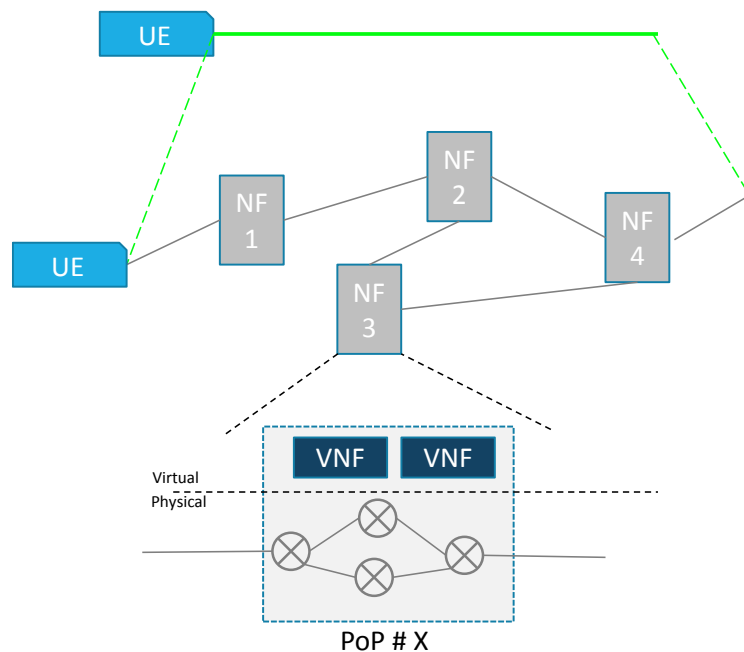 UE
NF
2
NF
1
NF
4
UE
NF
3
VNF
VNF
Virtual
Physical
PoP # X